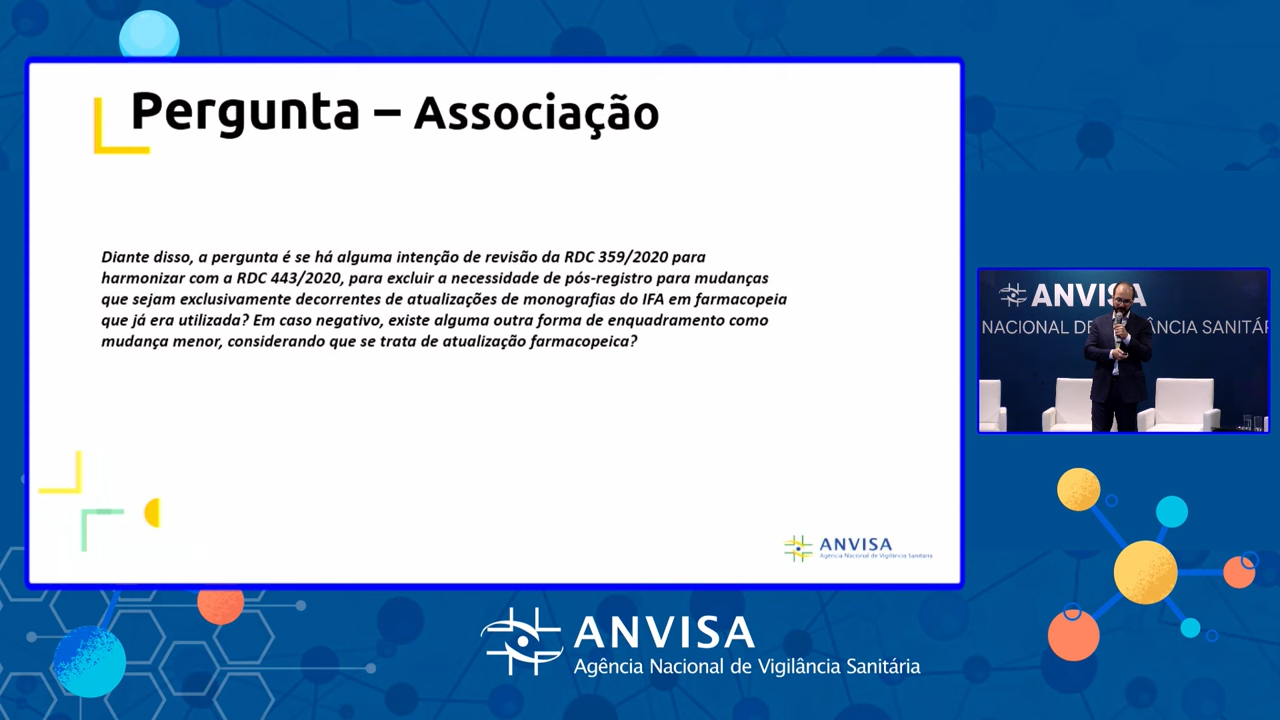 Pergunta – Associação
Diante disso, a pergunta é se há alguma intenção de revisão da RDC 359/2020 para
harmonizar com a RDC 443/2020, para excluir a necessidade de pós-registro para mudanças
que sejam exclusivamente decorrentes de atualizações de monografias do IFA em farmacopeia
que já era utilizada? Em caso negativo, existe alguma outra forma de enquadramento como
mudança menor, considerando que se trata de atualização farmacopeica?
ANVISA
Agência Nacional de Vigilância Sanitária
ANVISA
NACIONAL DE VIGILÂNCIA SANITÁR
ANVISA
Agência Nacional de Vigilância Sanitária